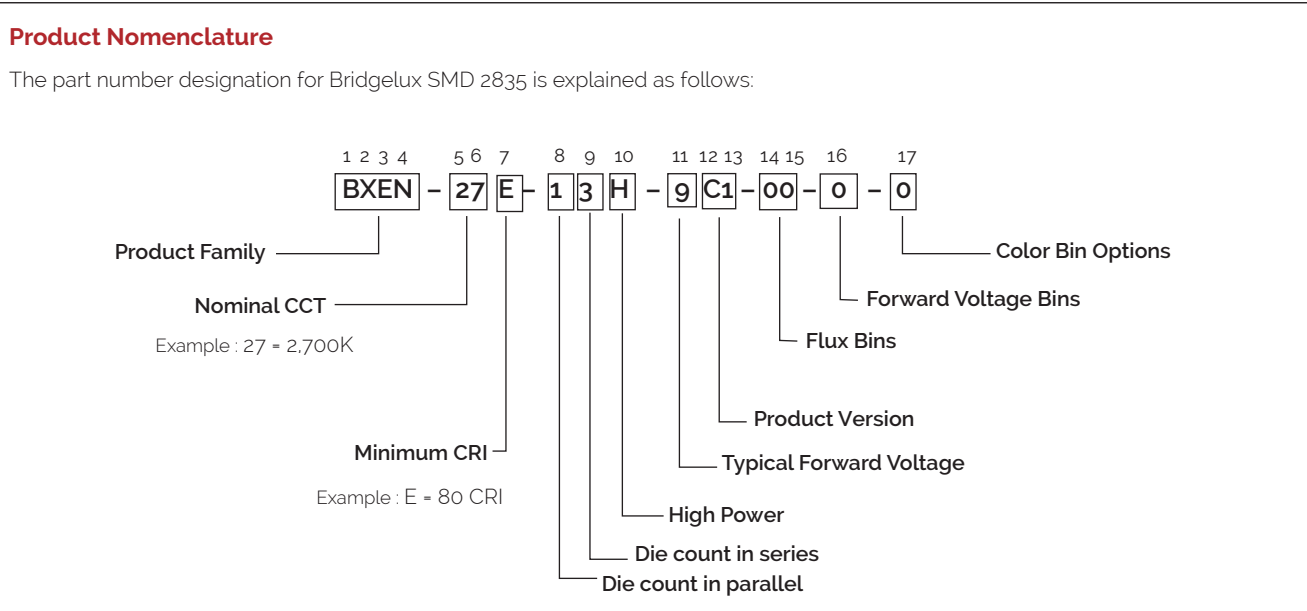 Product Nomenclature
The part number designation for Bridgelux SMD 2835 is explained as follows:
1 2 3 4 5 6 7 8 9 10 11 12 13 14 15 16 17
BXEN – 27 E – 1 3 H – 9 C1 – 00 – 0 – 0
Product Family
Color Bin Options
Nominal CCT
Forward Voltage Bins
Example : 27 = 2,700K
Flux Bins
Product Version
Minimum CRI
Typical Forward Voltage
Example : E = 80 CRI
High Power
Die count in series
Die count in parallel